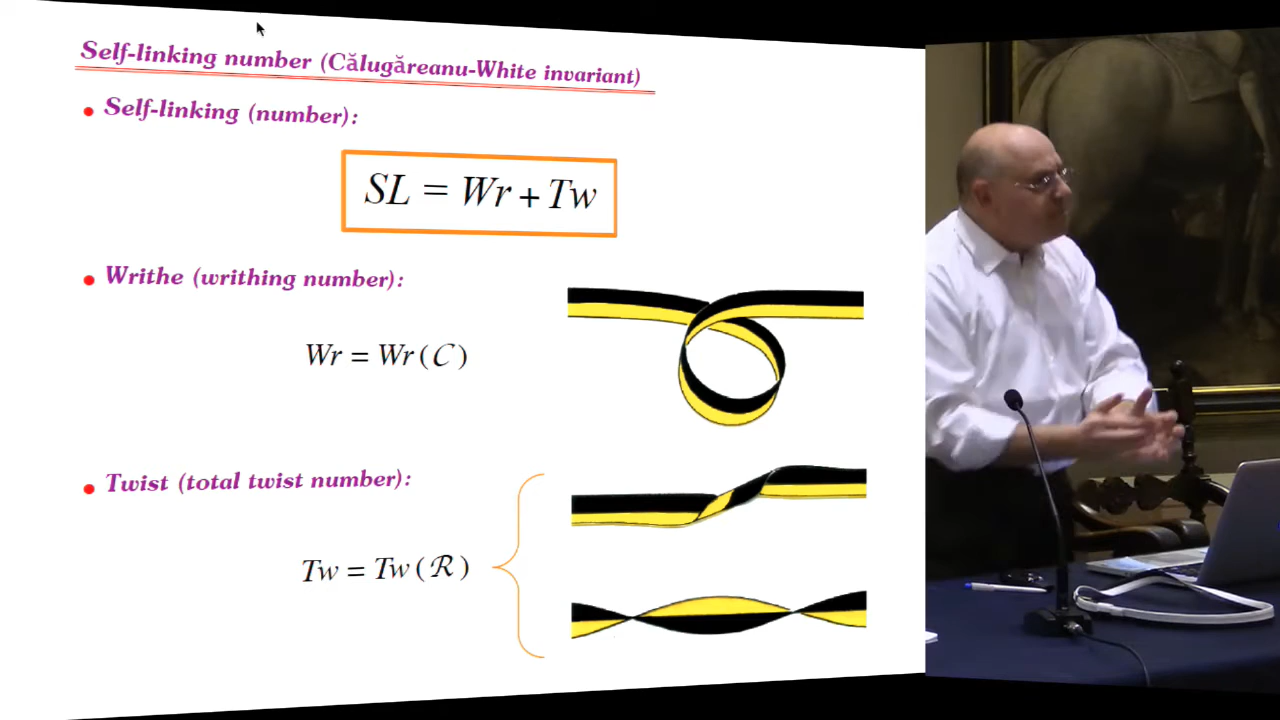 Self-linking number (Călugăreanu-White invariant)
• Self-linking (number):
SL = Wr + Tw
• Writhe (writhing number):
Wr = Wr(C)
• Twist (total twist number):
Tw = Tw(R)